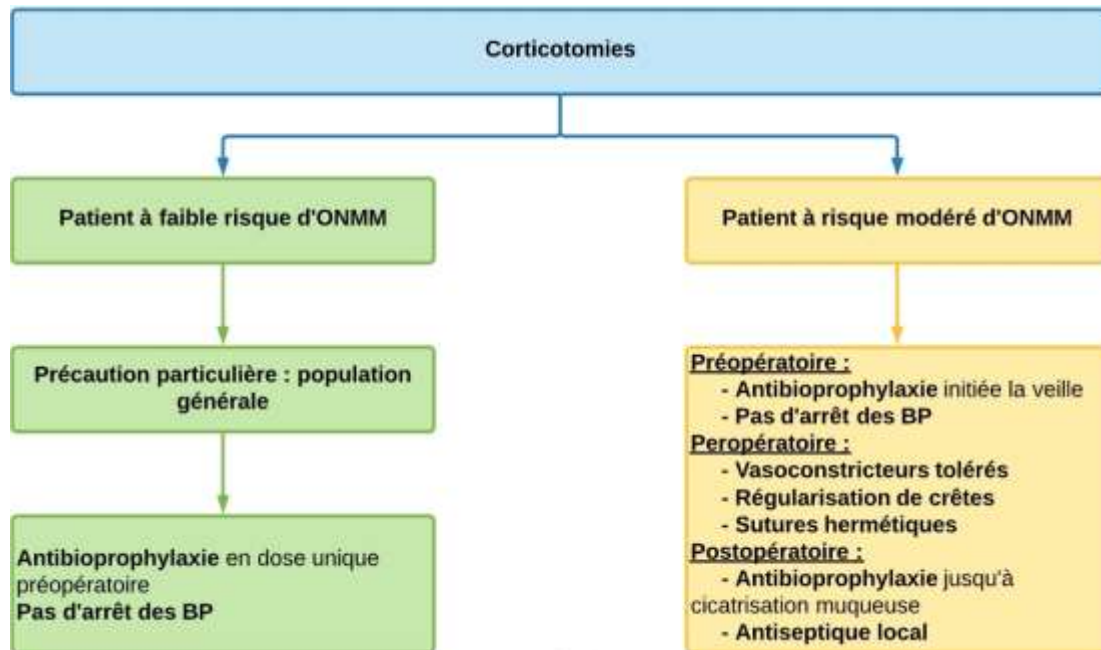 Corticotomies
Patient à faible risque d'ONMM
Patient à risque modéré d'ONMM
Précaution particulière : population
générale
Antibioprophylaxie en dose unique
préopératoire
Pas d'arrêt des BP
Préopératoire :
- Antibioprophylaxie initiée la veille
- Pas d'arrêt des BP
Peropératoire :
- Vasoconstricteurs tolérés
- Régularisation de crêtes
- Sutures hermétiques
Postopératoire :
- Antibioprophylaxie jusqu'à
cicatrisation muqueuse
- Antiseptique local